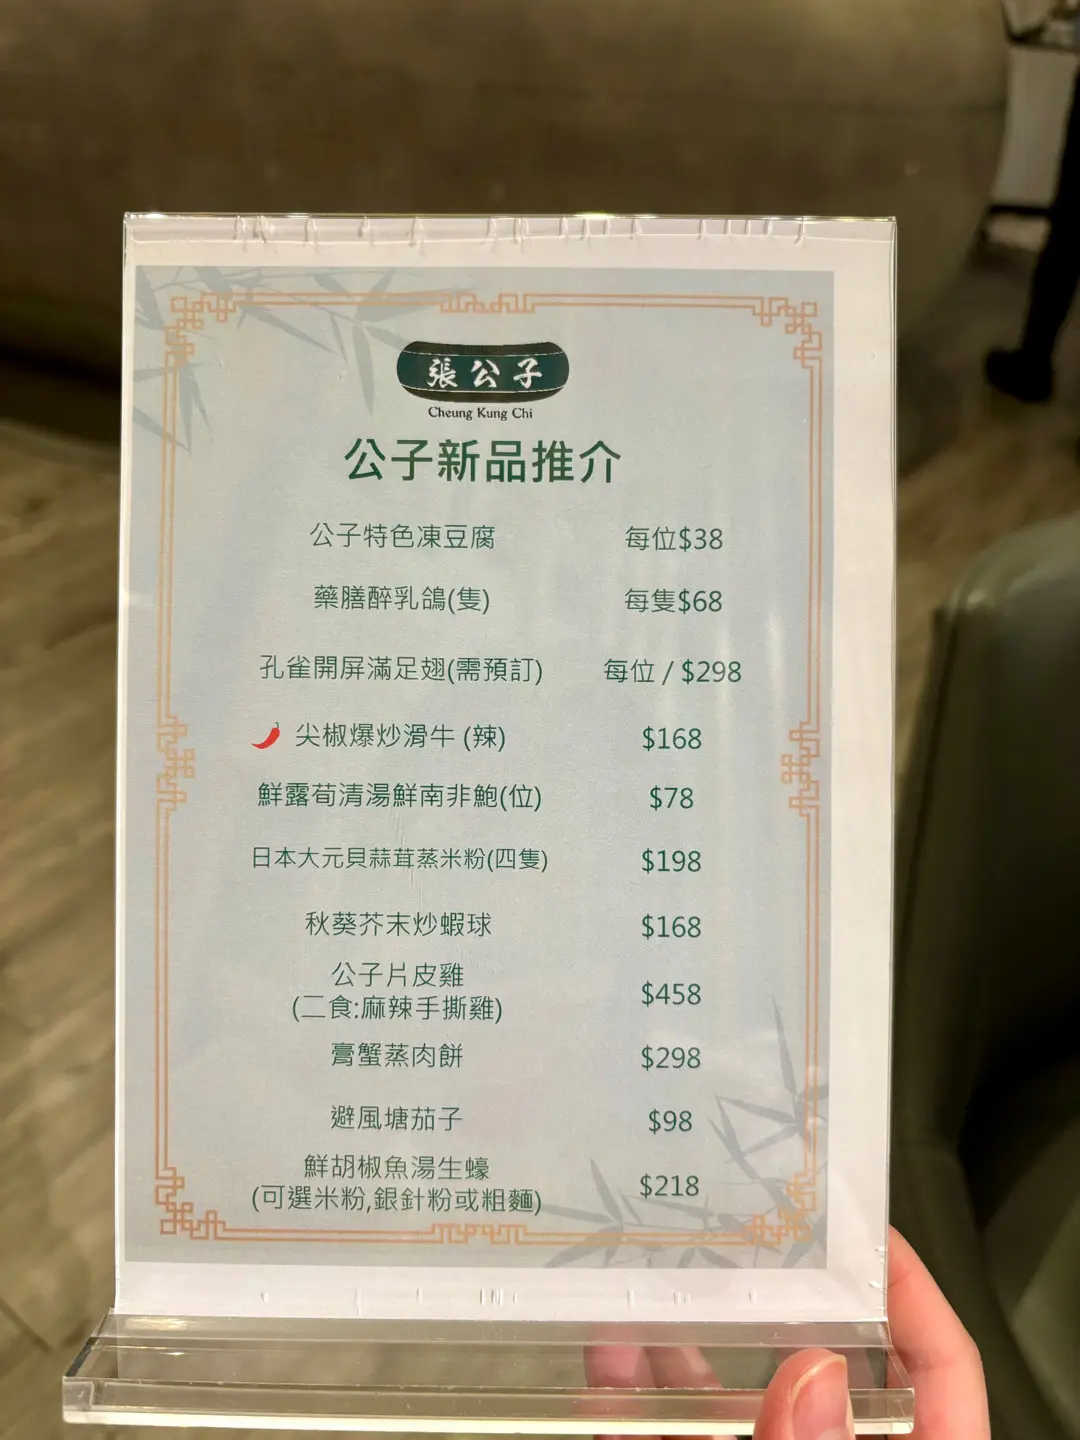 張公子
Cheung Kung Chi
公子新品推介
公子特色凍豆腐 每位$38
藥膳醉乳鴿(隻) 每隻$68
孔雀開屏滿足翅(需預訂) 每位 / $298
尖椒爆炒滑牛 (辣) $168
鮮露荀清湯鮮南非鮑(位) $78
日本大元貝蒜茸蒸米粉(四隻) $198
秋葵芥末炒蝦球 $168
公子片皮雞
(二食:麻辣手撕雞) $458
膏蟹蒸肉餅 $298
避風塘茄子 $98
鮮胡椒魚湯生蠔
(可選米粉,銀針粉或粗麵) $218